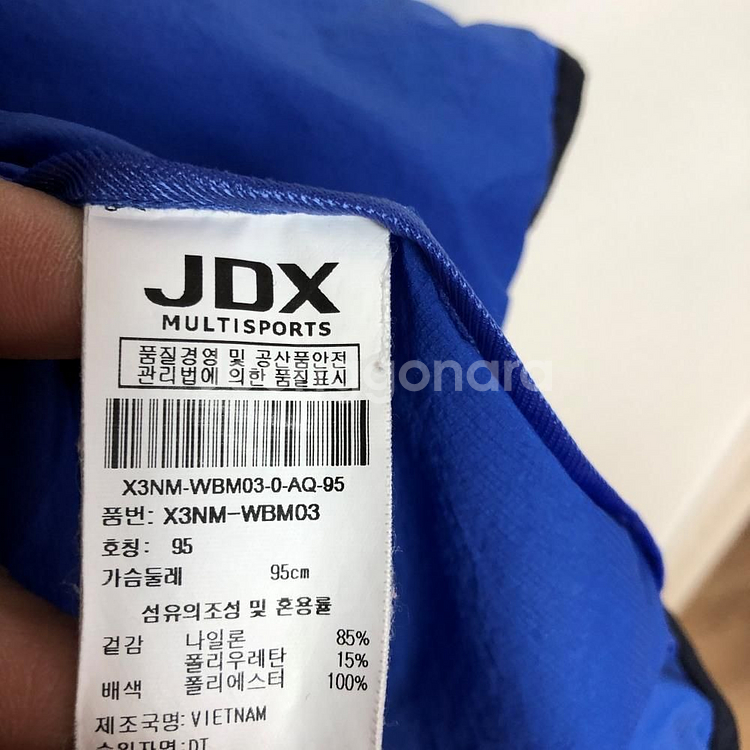 JDX
MULTISPORTS
품질경영 및 공산품안전
관리법에 의한 품질표시
X3NM-WBM03-0-AQ-95
품번: X3NM-WBM03
호칭: 95
가슴둘레 95cm
섬유의조성 및 혼용률
겉감 나일론 85%
폴리우레탄 15%
배색 폴리에스터 100%
제조국명: VIETNAM